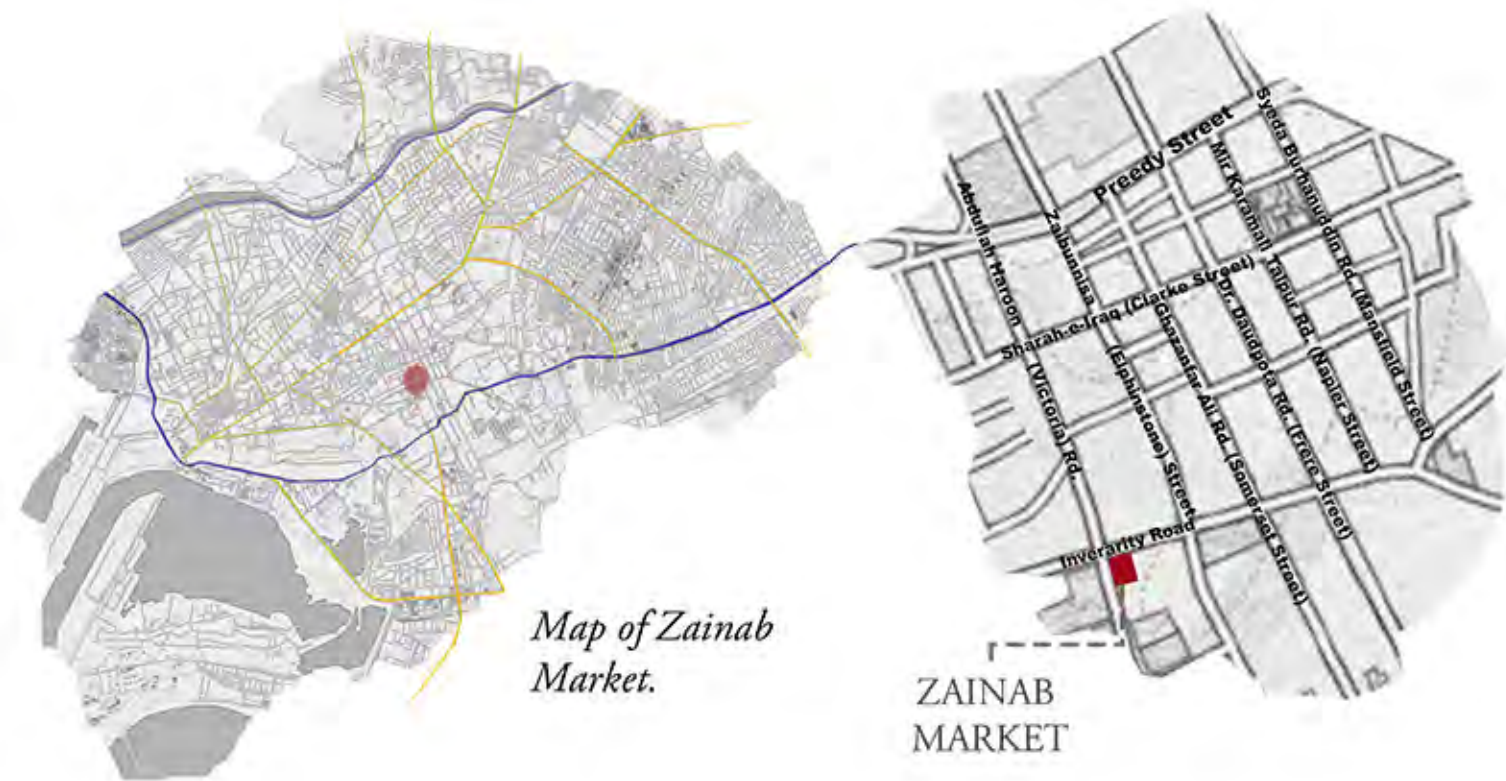 Map of Zainab
Market.
Preedy Street
Syeda Burhanuddin Rd. (Mansfield Street)
Mir Karamali Talpur Rd. (Napier Street)
Abdullah Haroon (Victoria) Rd.
Zaibunnisa (Elphinstone) Street
Sharah-e-Iraq (Clarke Street)
Dr. Daudpota Rd. (Frere Street)
Ghazanfar Ali Rd. (Somerset Street)
Inverarity Road
ZAINAB
MARKET